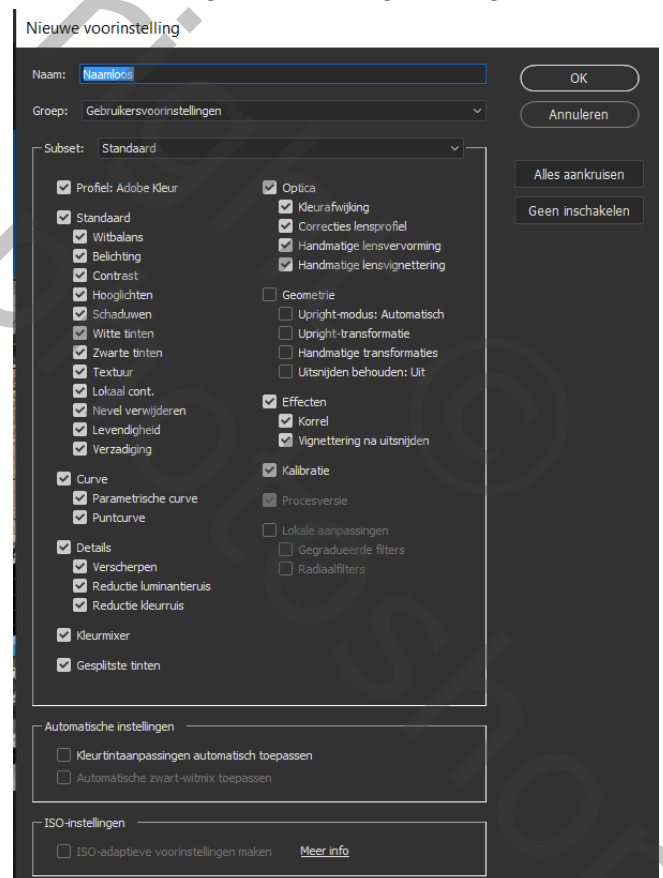 Nieuwe voorinstelling
Naam: Naamloos
OK
Groep: Gebruikersvoorinstellingen
Annuleren
Subset: Standaard
Alles aankruisen
Geen inschakelen
Profiel: Adobe Kleur
Standaard
Witbalans
Belichting
Contrast
Hooglichten
Schaduwen
Witte tinten
Zwarte tinten
Textuur
Lokaal cont.
Nevel verwijderen
Levendigheid
Verzadiging
Curve
Parametrische curve
Puntcurve
Details
Verscherpen
Reductie luminantieruis
Reductie kleurruis
Kleurmixer
Gesplitste tinten
Optica
Kleurafwijking
Correcties lensprofiel
Handmatige lensvervorming
Handmatige lensvignettering
Geometrie
Upright-modus: Automatisch
Upright-transformatie
Handmatige transformaties
Uitsnijden behouden: Uit
Effecten
Korrel
Vignettering na uitsnijden
Kalibratie
Procesversie
Lokale aanpassingen
Gegradueerde filters
Radiaalfilters
Automatische instellingen
Kleurtintaanpassingen automatisch toepassen
Automatische zwart-witmix toepassen
ISO-instellingen
ISO-adaptieve voorinstellingen maken Meer info